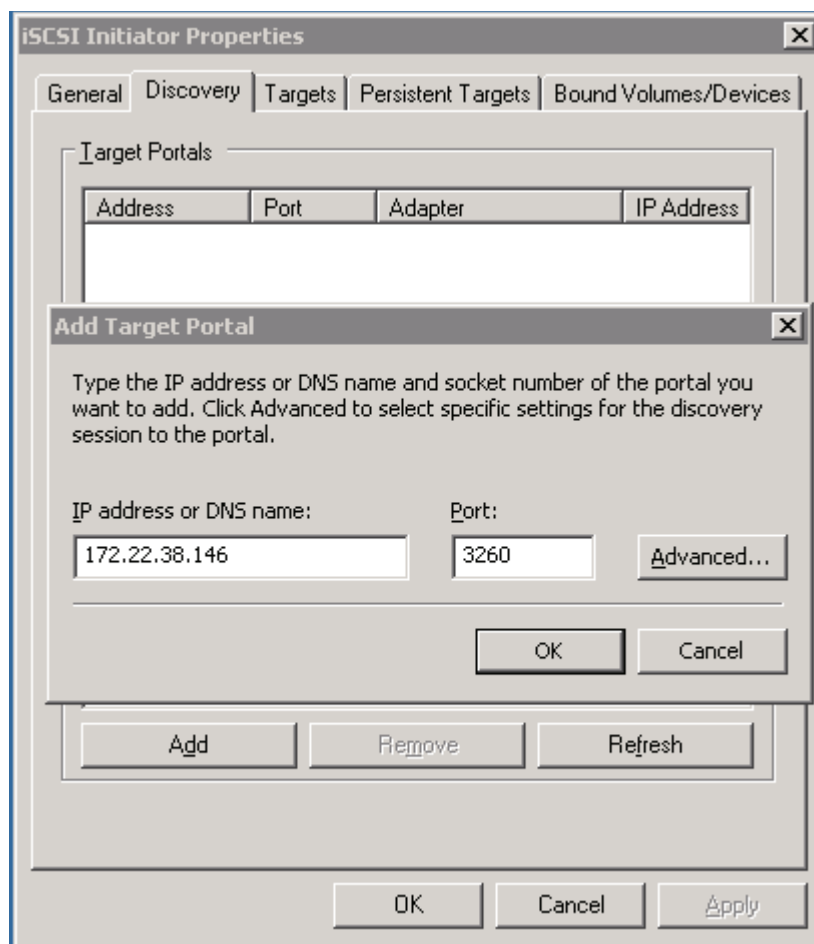 iSCSI Initiator Properties
General Discovery Targets Persistent Targets Bound Volumes/Devices
Target Portals
Address Port Adapter IP Address
Add Target Portal
Type the IP address or DNS name and socket number of the portal you
want to add. Click Advanced to select specific settings for the discovery
session to the portal.
IP address or DNS name: Port:
172.22.38.146 3260 Advanced...
OK Cancel
Add Remove Refresh
OK Cancel Apply